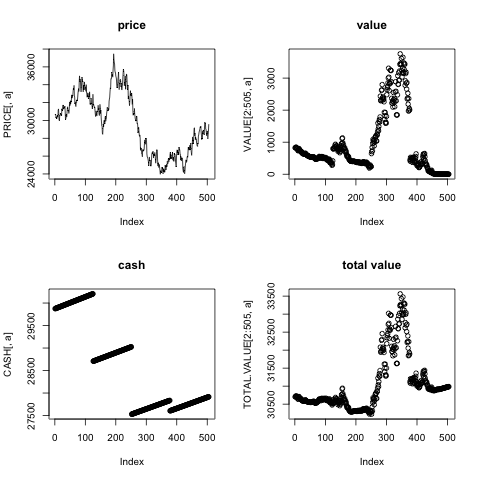 price
PRICE[, a]
24000 30000 36000
0 100 200 300 400 500
Index
value
VALUE[2:505, a]
0 1000 2000 3000
0 100 200 300 400 500
Index
cash
CASH[, a]
27500 28500 29500
0 100 200 300 400 500
Index
total value
TOTAL.VALUE[2:505, a]
30500 31500 32500 33500
0 100 200 300 400 500
Index